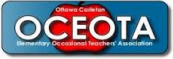 Ottawa Carleton
OCEOTA
Elementary Occasional Teachers' Association